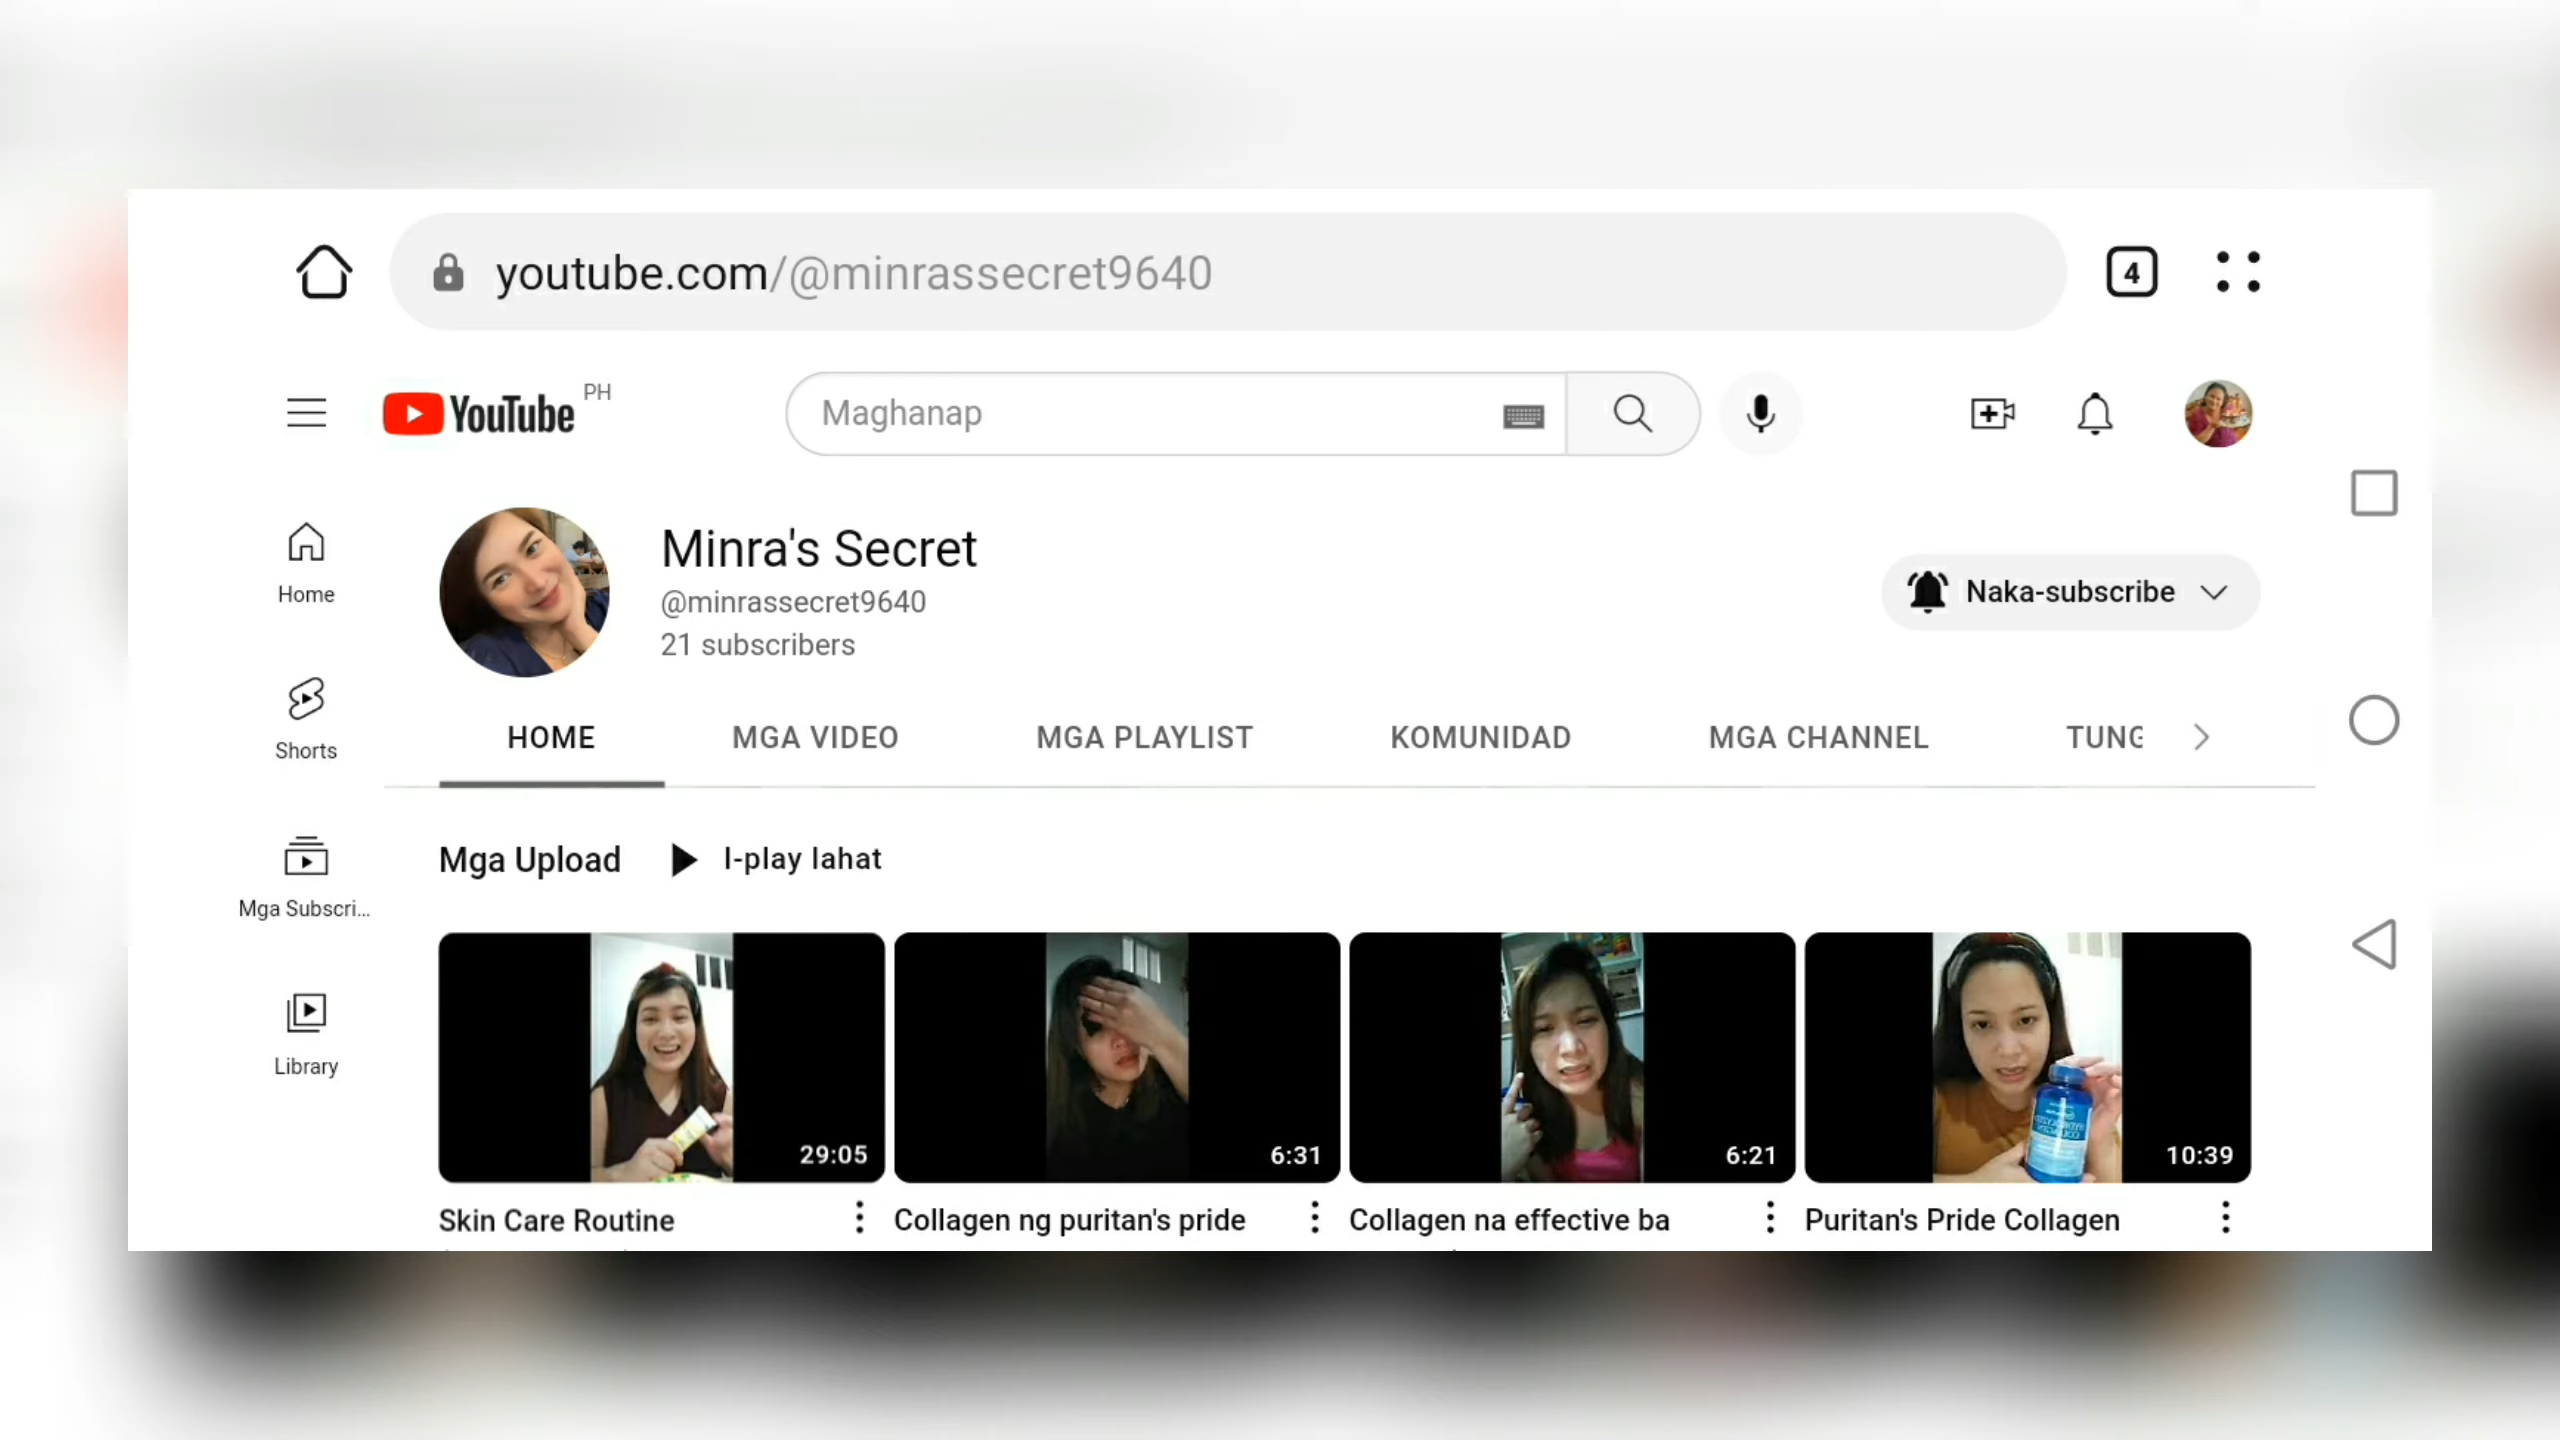 youtube.com/@minrassecret9640
4
YouTube PH
Maghanap
Minra's Secret
@minrassecret9640
21 subscribers
Naka-subscribe
Home
Shorts
Mga Subscri...
Library
HOME
MGA VIDEO
MGA PLAYLIST
KOMUNIDAD
MGA CHANNEL
TUNG
Mga Upload
I-play lahat
29:05
6:31
6:21
10:39
Skin Care Routine
Collagen ng puritan's pride
Collagen na effective ba
Puritan's Pride Collagen